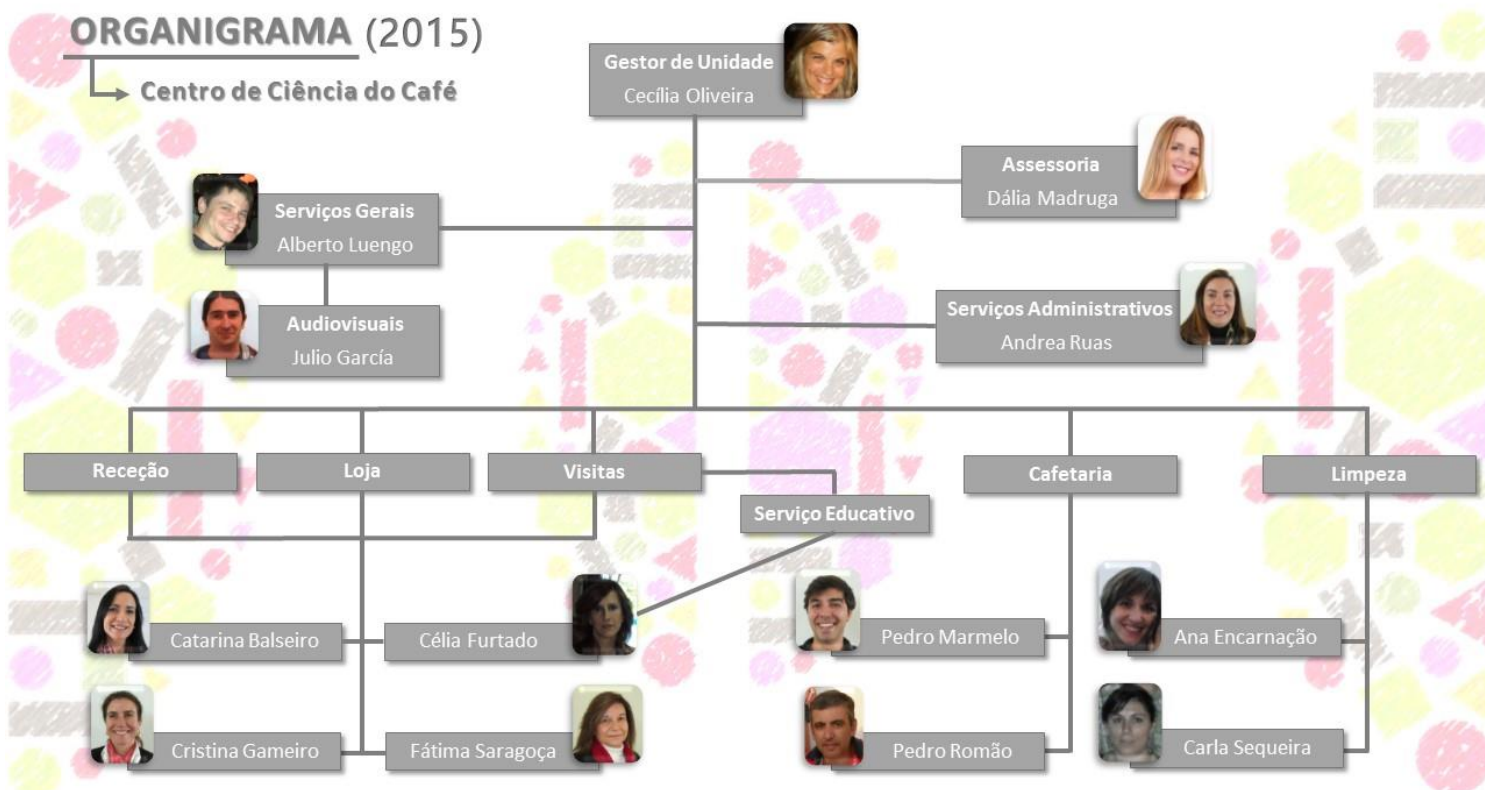 ORGANIGRAMA (2015)
Centro de Ciência do Café
Gestor de Unidade
Cecília Oliveira
Assessoria
Dália Madruga
Serviços Gerais
Alberto Luengo
Serviços Administrativos
Andrea Ruas
Audiovisuais
Julio García
Receção
Loja
Visitas
Cafetaria
Limpeza
Serviço Educativo
Catarina Balseiro
Célia Furtado
Pedro Marmelo
Ana Encarnação
Cristina Gameiro
Fátima Saragoça
Pedro Romão
Carla Sequeira